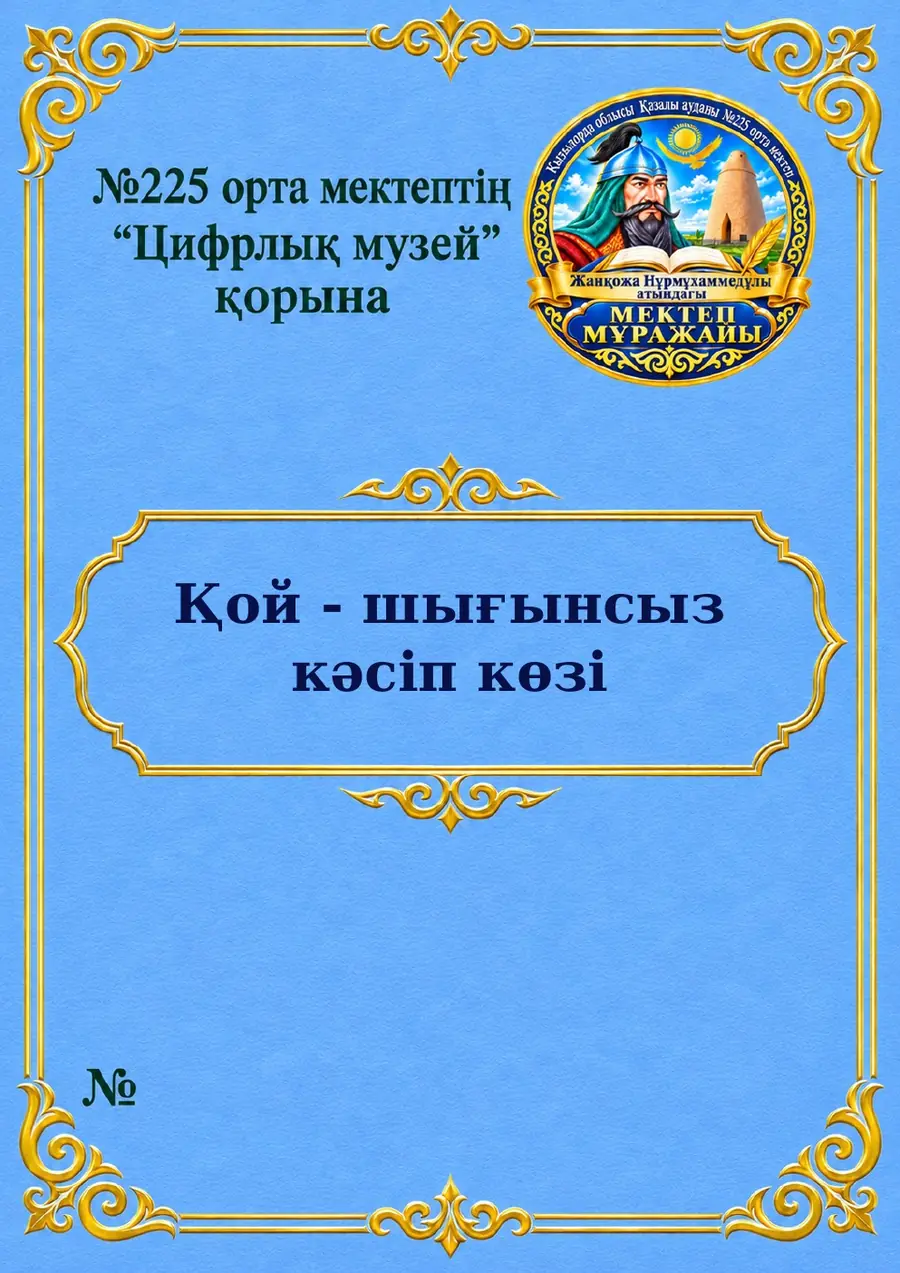 №225 орта мектептің
“Цифрлық музей”
қорына
Қызылорда облысы Қазалы ауданы №225 орта мектеп
Жанқожа Нұрмұхаммедұлы
атындағы
МЕКТЕП
МҰРАЖАЙЫ
Қой - шығынсыз
кәсіп көзі
№